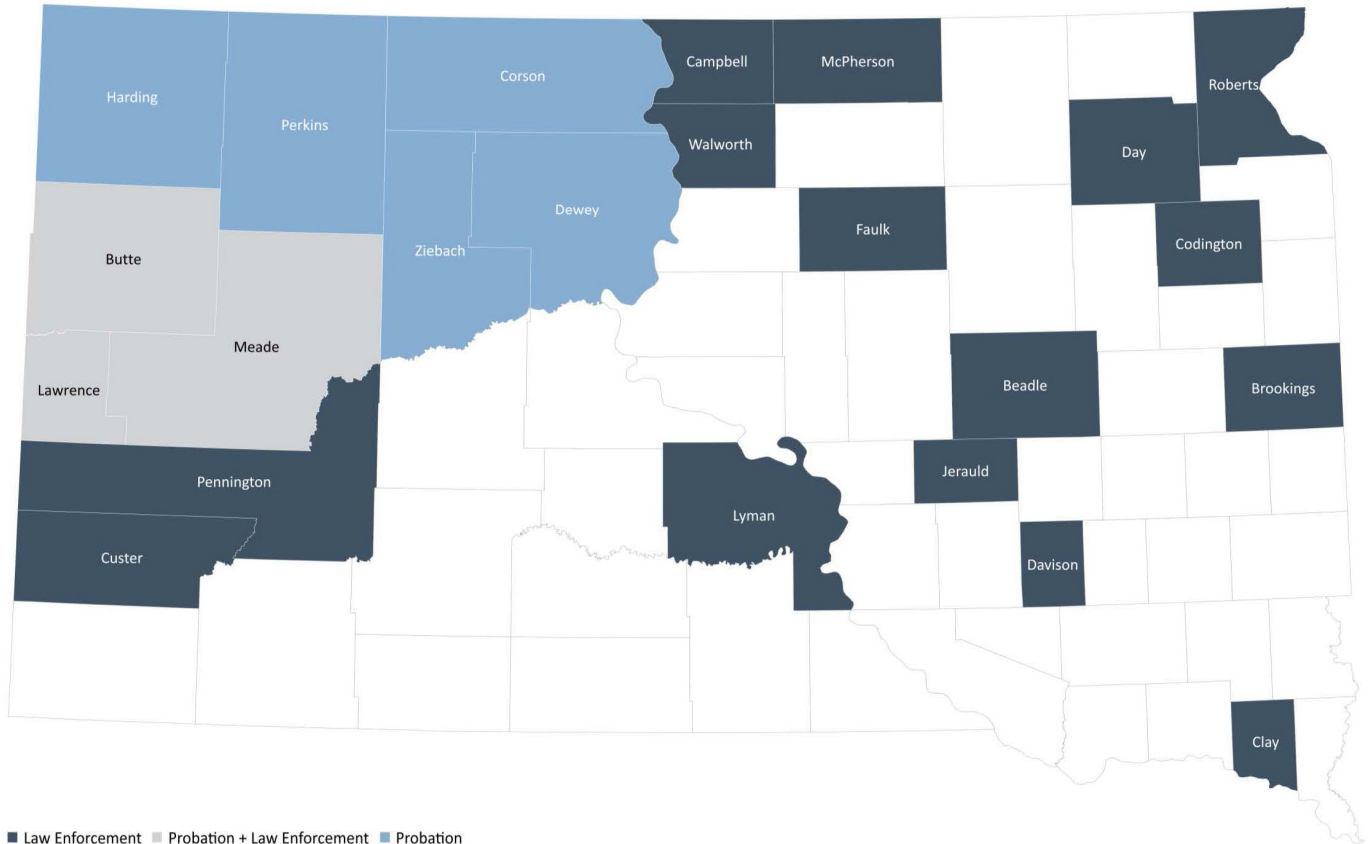 Harding
Perkins
Corson
Campbell
McPherson
Roberts
Walworth
Day
Dewey
Ziebach
Faulk
Codington
Butte
Meade
Lawrence
Beadle
Brookings
Pennington
Jerauld
Lyman
Custer
Davison
Clay
Law Enforcement Probation + Law Enforcement Probation